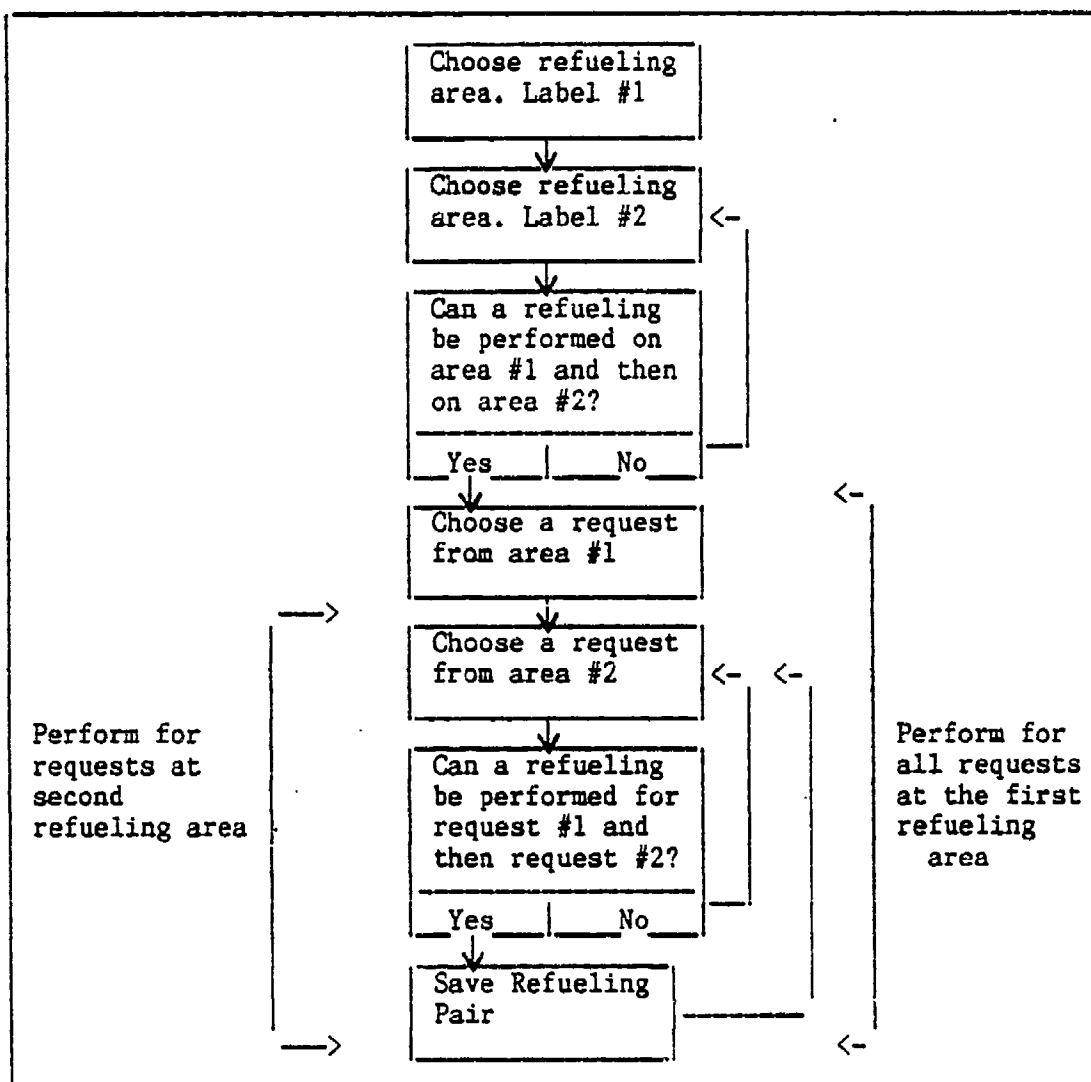 Choose refueling
area. Label #1
Choose refueling
area. Label #2
Can a refueling
be performed on
area #1 and then
on area #2?
Yes No
Choose a request
from area #1
Choose a request
from area #2
Perform for
requests at
second
refueling area
Can a refueling
be performed for
request #1 and
then request #2?
Yes No
Perform for
all requests
at the first
refueling
area
Save Refueling
Pair